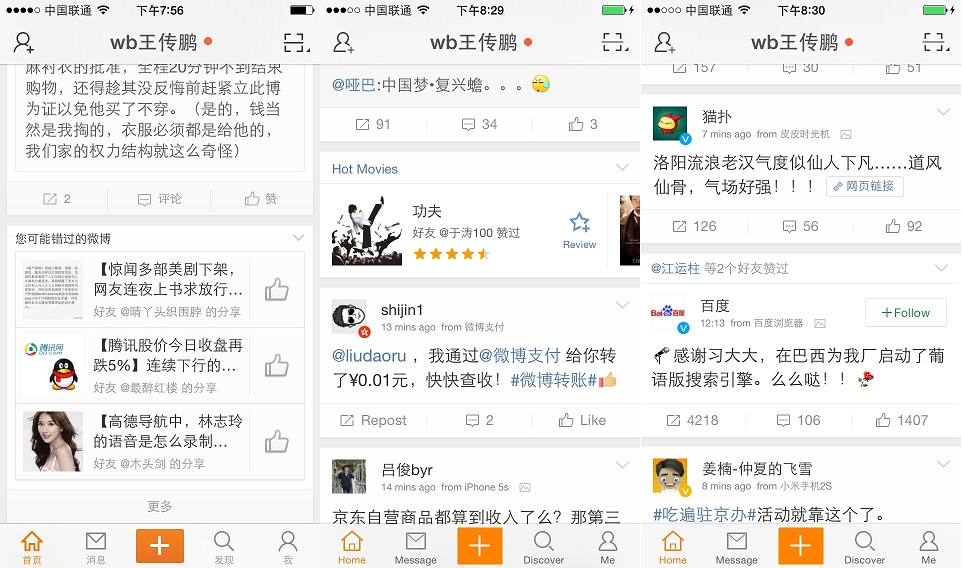 中国联通
下午7:56
wb王传鹏
麻衬衣的批准，全程20分钟不到结束
购物，还得趁其没反悔前赶紧立此博
为证以免他买了不穿。（是的，钱当
然是我掏的，衣服必须都是给他的，
我们家的权力结构就这么奇怪）
2
评论
赞
您可能错过的微博
【惊闻多部美剧下架，
网友连夜上书求放行…
好友 @晴丫头织围脖 的分享
腾讯网
【腾讯股价今日收盘再
跌5%】连续下行的…
好友 @最醉红楼 的分享
【高德导航中，林志玲
的语音是怎么录制…
好友 @木头剑 的分享
更多
首页
消息
发现
我
中国联通
下午8:29
wb王传鹏
@哑巴:中国梦•复兴蟾。。。
91
34
3
Hot Movies
功夫
好友 @于涛100 赞过
Review
shijin1
13 mins ago from 微博支付
@liudaoru ，我通过@微博支付 给你转
了¥0.01元，快快查收！#微博转账#
Repost
2
Like
吕俊byr
14 mins ago from iPhone 5s
京东自营商品都算到收入了么？那第三
Home
Message
Discover
Me
中国联通
下午8:30
wb王传鹏
157
30
51
猫扑
7 mins ago from 皮皮时光机
洛阳流浪老汉气度似仙人下凡……道风
仙骨，气场好强！！！ 网页链接
126
56
92
@江运柱 等2个好友赞过
Bai百度
百度
12:13 from 百度浏览器
+Follow
感谢习大大，在巴西为我厂启动了葡
语版搜索引擎。么么哒！！
4218
106
1407
姜楠-仲夏的飞雪
8 mins ago from 小米手机2S
#吃遍驻京办#活动就靠这个了。
Home
Message
Discover
Me